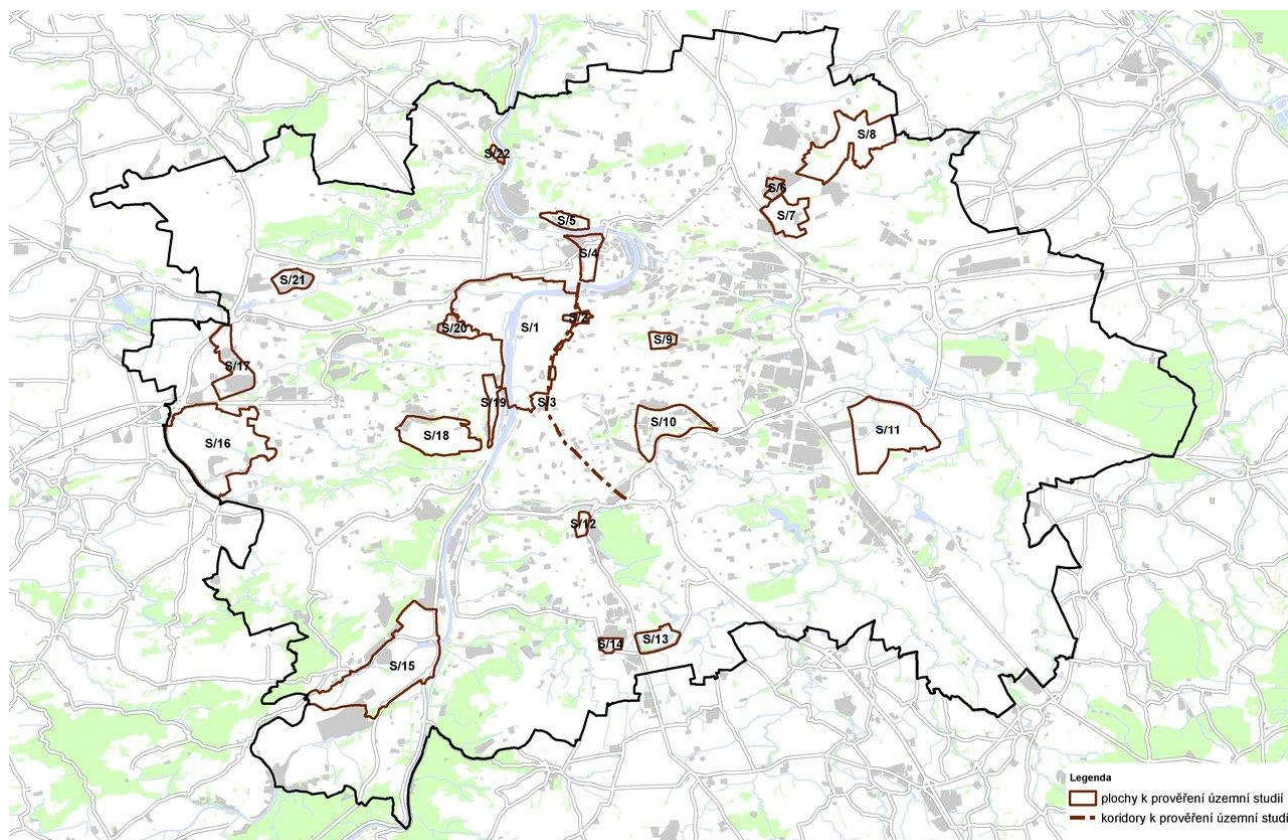 S/8
S/22
S/6
S/7
S/5
S/4
S/21
S/2
S/1
S/20
S/9
S/17
S/19
S/3
S/10
S/11
S/18
S/16
S/12
S/14
S/13
S/15
Legenda
plochy k prověření územní studií
koridory k prověření územní stud